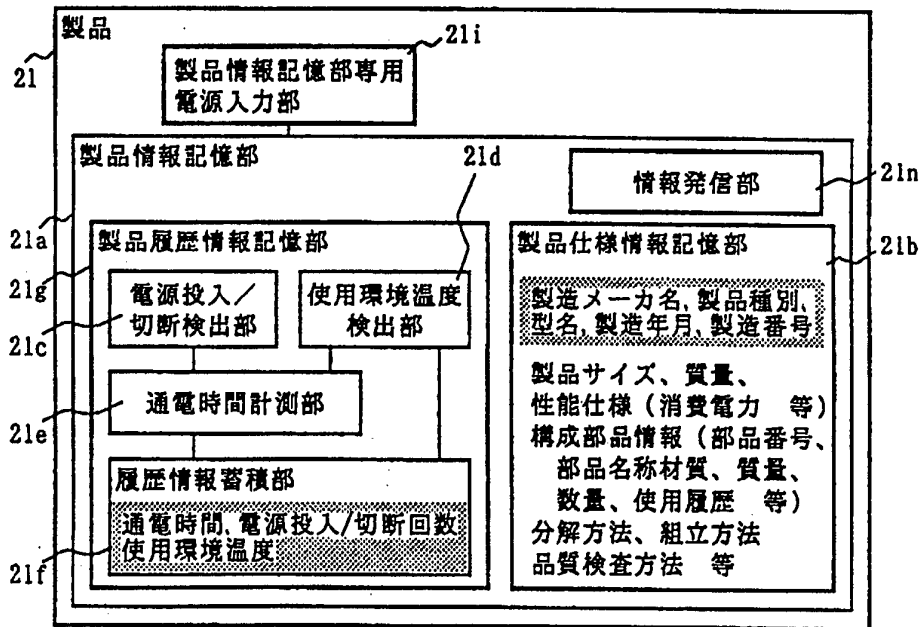 製品
21
21i
製品情報記憶部専用
電源入力部
製品情報記憶部
21d
情報発信部
21n
21a
製品履歴情報記憶部
製品仕様情報記憶部
21b
21g
電源投入/
切断検出部
使用環境温度
検出部
21c
製造メーカ名,製品種別、
型名,製造年月,製造番号
通電時間計測部
21e
製品サイズ、質量、
性能仕様(消費電力 等)
構成部品情報(部品番号、
部品名称材質、質量、
数量、使用履歴 等)
分解方法、組立方法
品質検査方法 等
履歴情報蓄積部
通電時間,電源投入/切断回数
使用環境温度
21f